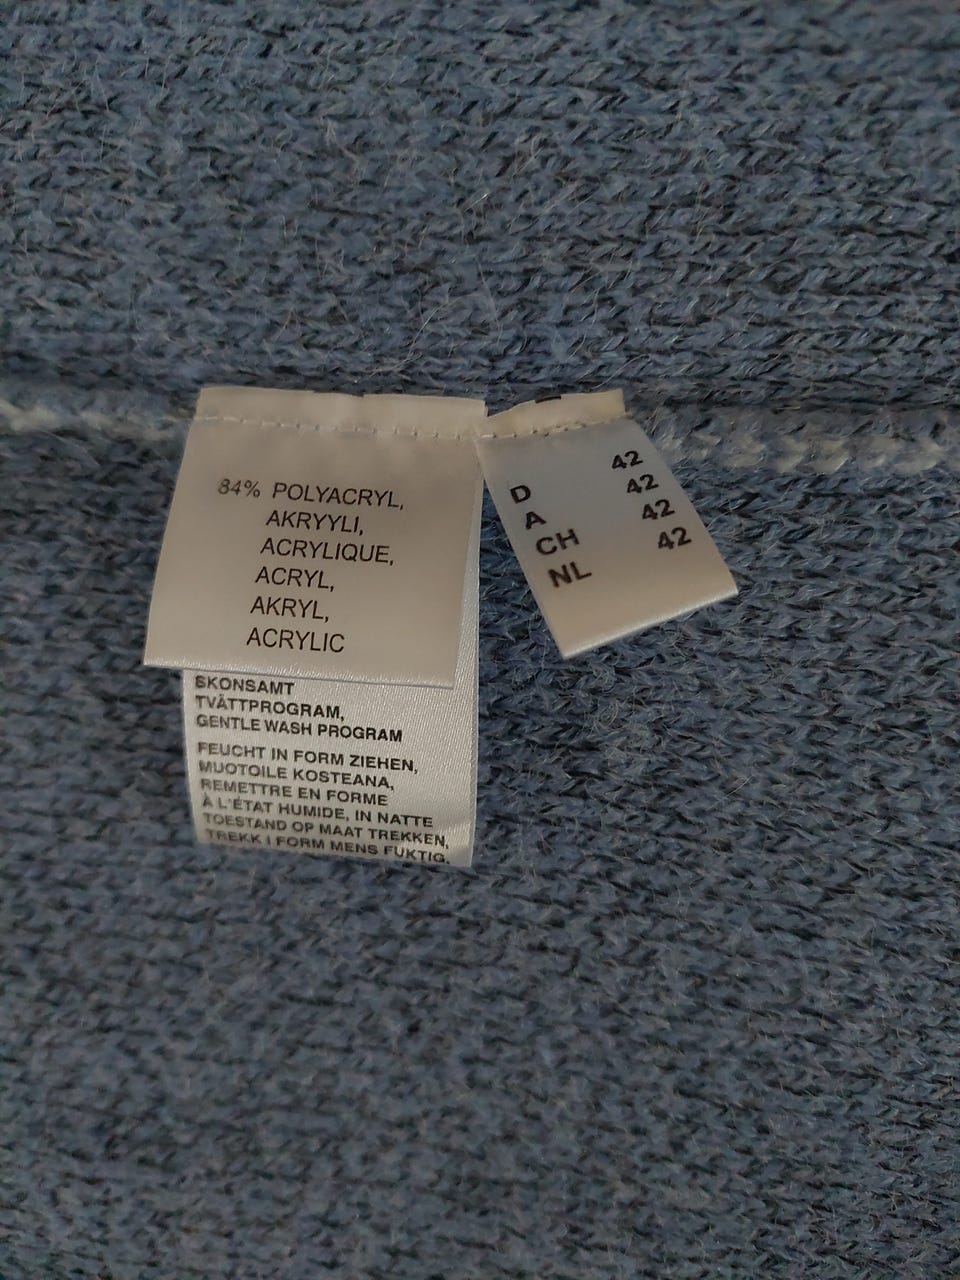 84% POLYACRYL,
AKRYYLI,
ACRYLIQUE,
ACRYL,
AKRYL,
ACRYLIC
SKONSAMT
TVÄTTPROGRAM,
GENTLE WASH PROGRAM
FEUCHT IN FORM ZIEHEN,
MUOTOILE KOSTEANA,
REMETTRE EN FORME
À L'ÉTAT HUMIDE, IN NATTE
TOESTAND OP MAAT TREKKEN,
TREKK I FORM MENS FUKTIG,
D 42
A 42
CH 42
NL 42